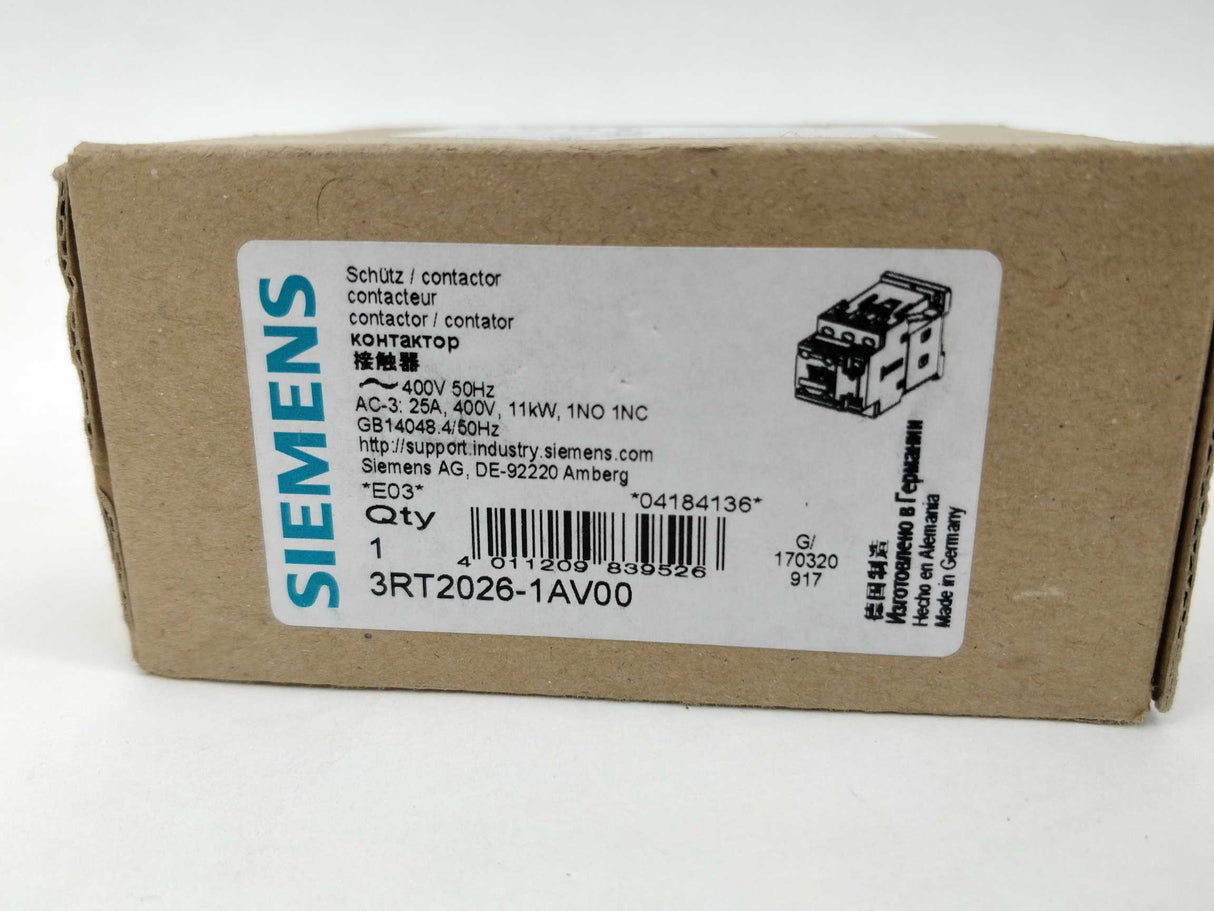 SIEMENS
Schütz / contactor
contacteur
contactor / contator
контактор
接触器
~ 400V 50Hz
AC-3: 25A, 400V, 11kW, 1NO 1NC
GB14048.4/50Hz
http://support.industry.siemens.com
Siemens AG, DE-92220 Amberg
*E03* *04184136*
Qty
1
4 011209 839526
3RT2026-1AV00
G/
170320
917
德国制造
Изготовлено в Германии
Hecho en Alemania
Made in Germany